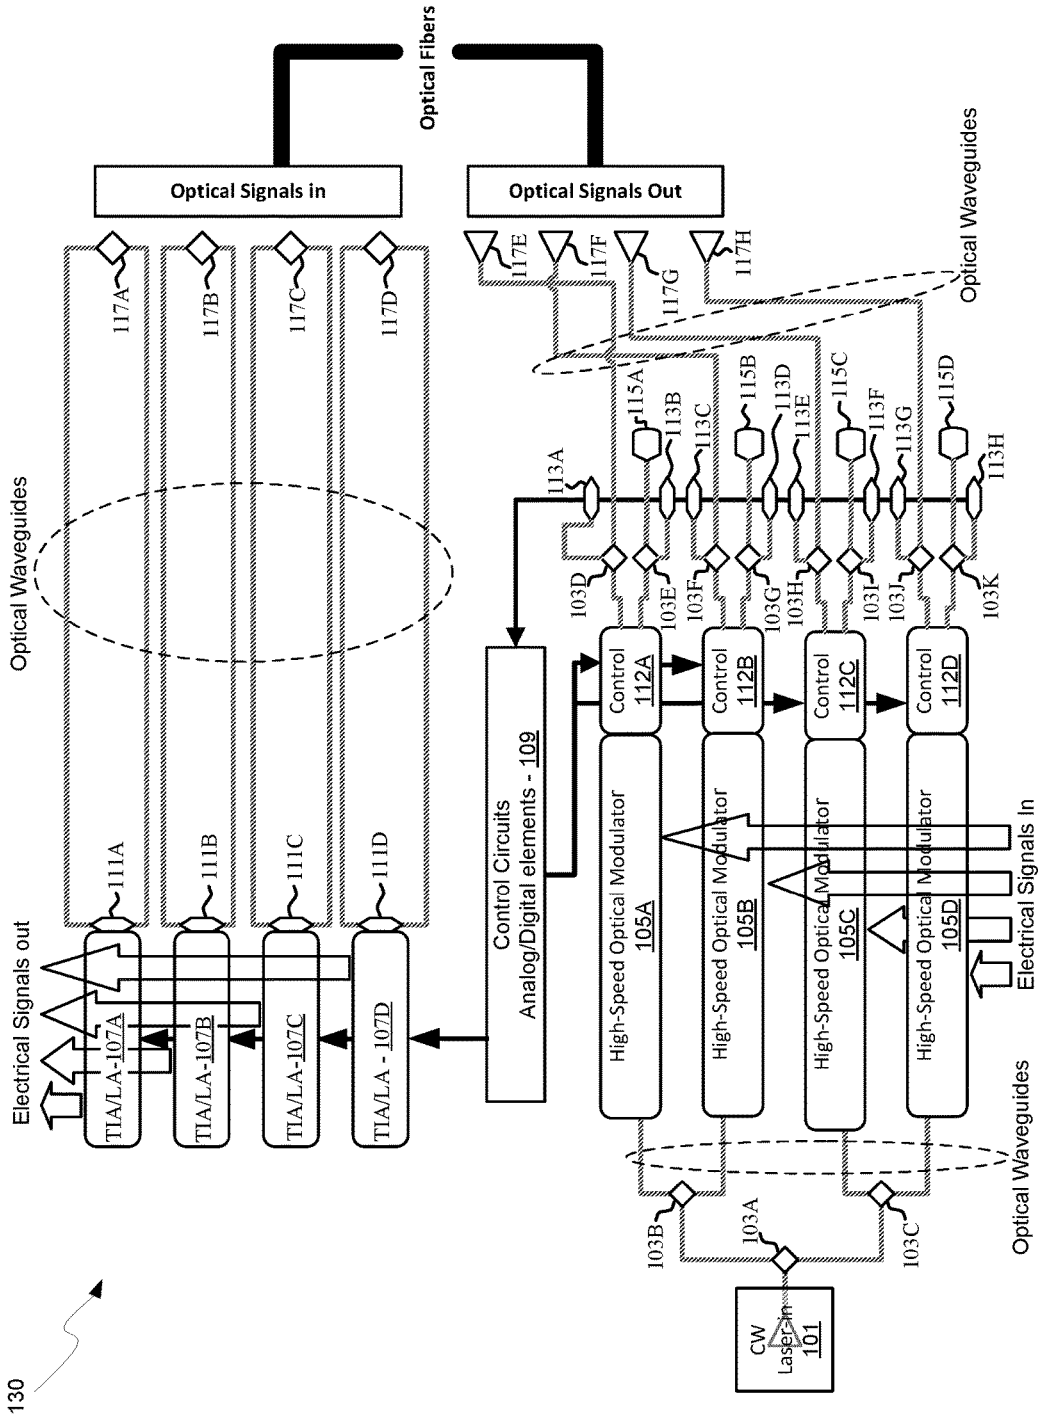 130
Electrical Signals out
Optical Waveguides
TIA/LA-107A
111A
117A
TIA/LA-107B
111B
117B
TIA/LA-107C
111C
117C
TIA/LA - 107D
111D
117D
Optical Signals in
Optical Fibers
Optical Signals Out
Control Circuits
Analog/Digital elements - 109
117E
117F
117G
117H
Optical Waveguides
High-Speed Optical Modulator
105A
Control
112A
103D
103E
113A
115A
113B
High-Speed Optical Modulator
105B
Control
112B
103F
103G
113C
115B
113D
High-Speed Optical Modulator
105C
Control
112C
103H
103I
113E
115C
113F
High-Speed Optical Modulator
105D
Control
112D
103J
103K
113G
115D
113H
CW
Laser-in
101
103A
103B
103C
Optical Waveguides
Electrical Signals In